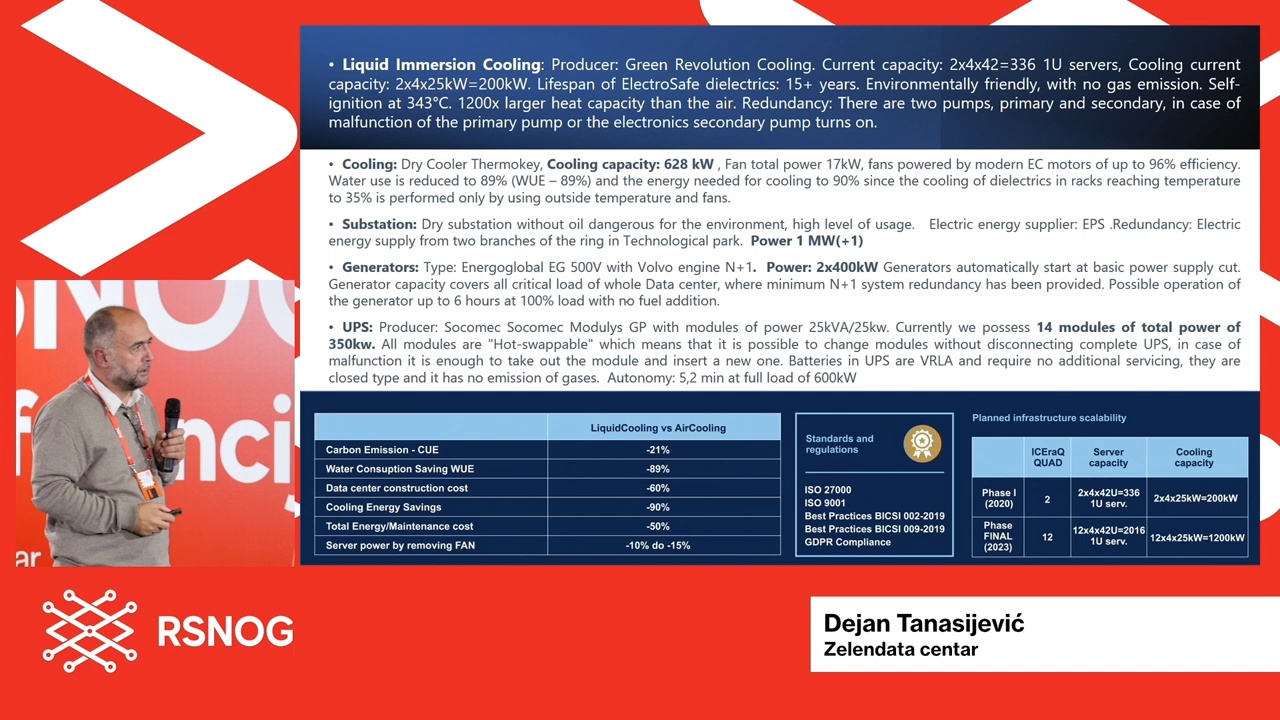 • Liquid Immersion Cooling: Producer: Green Revolution Cooling. Current capacity: 2x4x42=336 1U servers, Cooling current
capacity: 2x4x25kW=200kW. Lifespan of ElectroSafe dielectrics: 15+ years. Environmentally friendly, with no gas emission. Self-
ignition at 343°C. 1200x larger heat capacity than the air. Redundancy: There are two pumps, primary and secondary, in case of
malfunction of the primary pump or the electronics secondary pump turns on.
• Cooling: Dry Cooler Thermokey, Cooling capacity: 628 kW , Fan total power 17kW, fans powered by modern EC motors of up to 96% efficiency.
Water use is reduced to 89% (WUE – 89%) and the energy needed for cooling to 90% since the cooling of dielectrics in racks reaching temperature
to 35% is performed only by using outside temperature and fans.
• Substation: Dry substation without oil dangerous for the environment, high level of usage. Electric energy supplier: EPS .Redundancy: Electric
energy supply from two branches of the ring in Technological park. Power 1 MW(+1)
• Generators: Type: Energoglobal EG 500V with Volvo engine N+1. Power: 2x400kW Generators automatically start at basic power supply cut.
Generator capacity covers all critical load of whole Data center, where minimum N+1 system redundancy has been provided. Possible operation of
the generator up to 6 hours at 100% load with no fuel addition.
• UPS: Producer: Socomec Socomec Modulys GP with modules of power 25kVA/25kw. Currently we possess 14 modules of total power of
350kw. All modules are "Hot-swappable" which means that it is possible to change modules without disconnecting complete UPS, in case of
malfunction it is enough to take out the module and insert a new one. Batteries in UPS are VRLA and require no additional servicing, they are
closed type and it has no emission of gases. Autonomy: 5,2 min at full load of 600kW
LiquidCooling vs AirCooling
Carbon Emission - CUE -21%
Water Consuption Saving WUE -89%
Data center construction cost -60%
Cooling Energy Savings -90%
Total Energy/Maintenance cost -50%
Server power by removing FAN -10% do -15%
Standards and
regulations
ISO 27000
ISO 9001
Best Practices BICSI 002-2019
Best Practices BICSI 009-2019
GDPR Compliance
Planned infrastructure scalability
ICEraQ QUAD Server capacity Cooling capacity
Phase I (2020) 2 2x4x42U=336 1U serv. 2x4x25kW=200kW
Phase FINAL (2023) 12 12x4x42U=2016 1U serv. 12x4x25kW=1200kW
RSNOG
Dejan Tanasijević
Zelendata centar